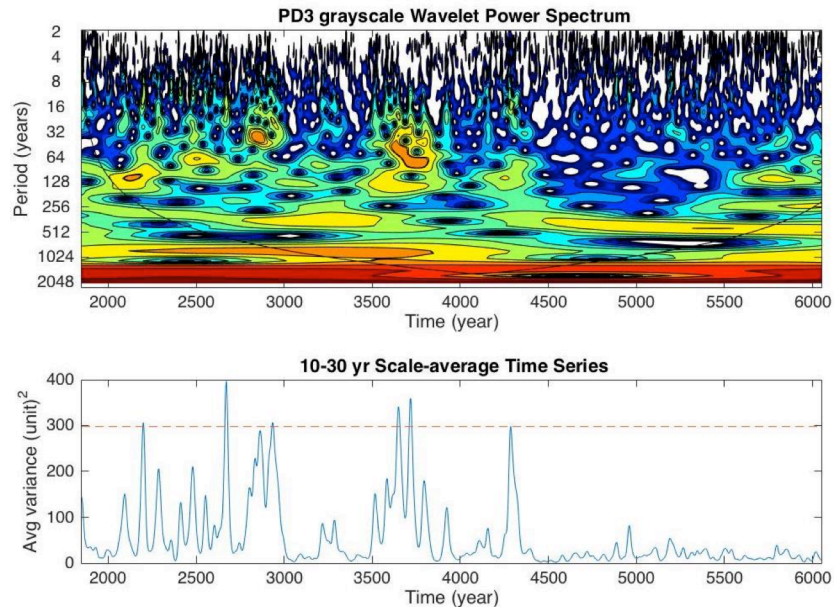 PD3 grayscale Wavelet Power Spectrum
Period (years)
2
4
8
16
32
64
128
256
512
1024
2048
2000 2500 3000 3500 4000 4500 5000 5500 6000
Time (year)
10-30 yr Scale-average Time Series
Avg variance (unit)²
400
300
200
100
0
2000 2500 3000 3500 4000 4500 5000 5500 6000
Time (year)